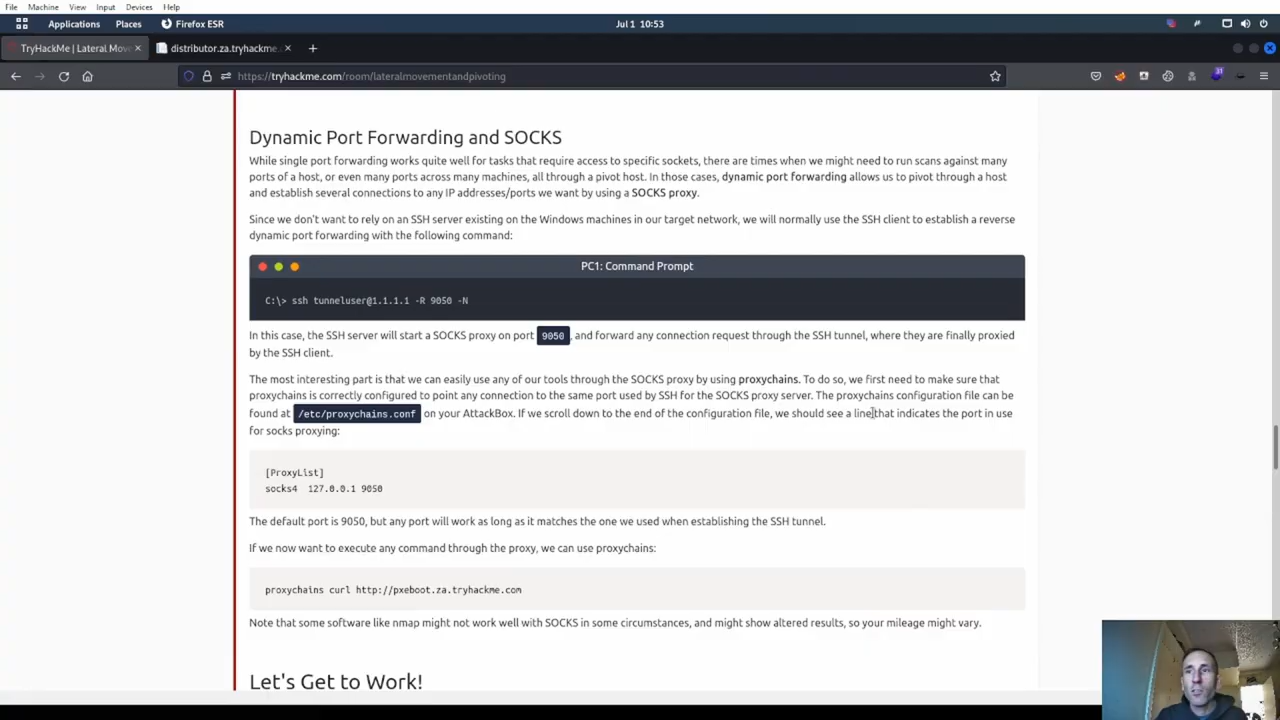 File Machine View Input Devices Help
Applications Places Firefox ESR Jul 1 10:53
TryHackMe | Lateral Mov distributor.za.tryhackme.
https://tryhackme.com/room/lateralmovementandpivoting
Dynamic Port Forwarding and SOCKS
While single port forwarding works quite well for tasks that require access to specific sockets, there are times when we might need to run scans against many
ports of a host, or even many ports across many machines, all through a pivot host. In those cases, dynamic port forwarding allows us to pivot through a host
and establish several connections to any IP addresses/ports we want by using a SOCKS proxy.
Since we don't want to rely on an SSH server existing on the Windows machines in our target network, we will normally use the SSH client to establish a reverse
dynamic port forwarding with the following command:
PC1: Command Prompt
C:\> ssh tunneluser@1.1.1.1 -R 9050 -N
In this case, the SSH server will start a SOCKS proxy on port 9050, and forward any connection request through the SSH tunnel, where they are finally proxied
by the SSH client.
The most interesting part is that we can easily use any of our tools through the SOCKS proxy by using proxychains. To do so, we first need to make sure that
proxychains is correctly configured to point any connection to the same port used by SSH for the SOCKS proxy server. The proxychains configuration file can be
found at /etc/proxychains.conf on your AttackBox. If we scroll down to the end of the configuration file, we should see a line that indicates the port in use
for socks proxying:
[ProxyList]
socks4 127.0.0.1 9050
The default port is 9050, but any port will work as long as it matches the one we used when establishing the SSH tunnel.
If we now want to execute any command through the proxy, we can use proxychains:
proxychains curl http://pxeboot.za.tryhackme.com
Note that some software like nmap might not work well with SOCKS in some circumstances, and might show altered results, so your mileage might vary.
Let's Get to Work!